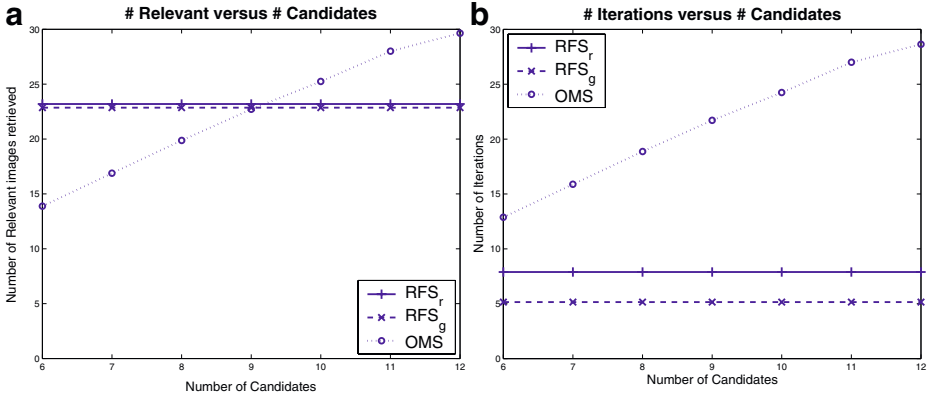 a
# Relevant versus # Candidates
30
25
20
15
10
5
0
Number of Relevant images retrieved
RFSr
RFSg
OMS
6 7 8 9 10 11 12
Number of Candidates
b
# Iterations versus # Candidates
30
25
20
15
10
5
0
Number of Iterations
RFSr
RFSg
OMS
6 7 8 9 10 11 12
Number of Candidates